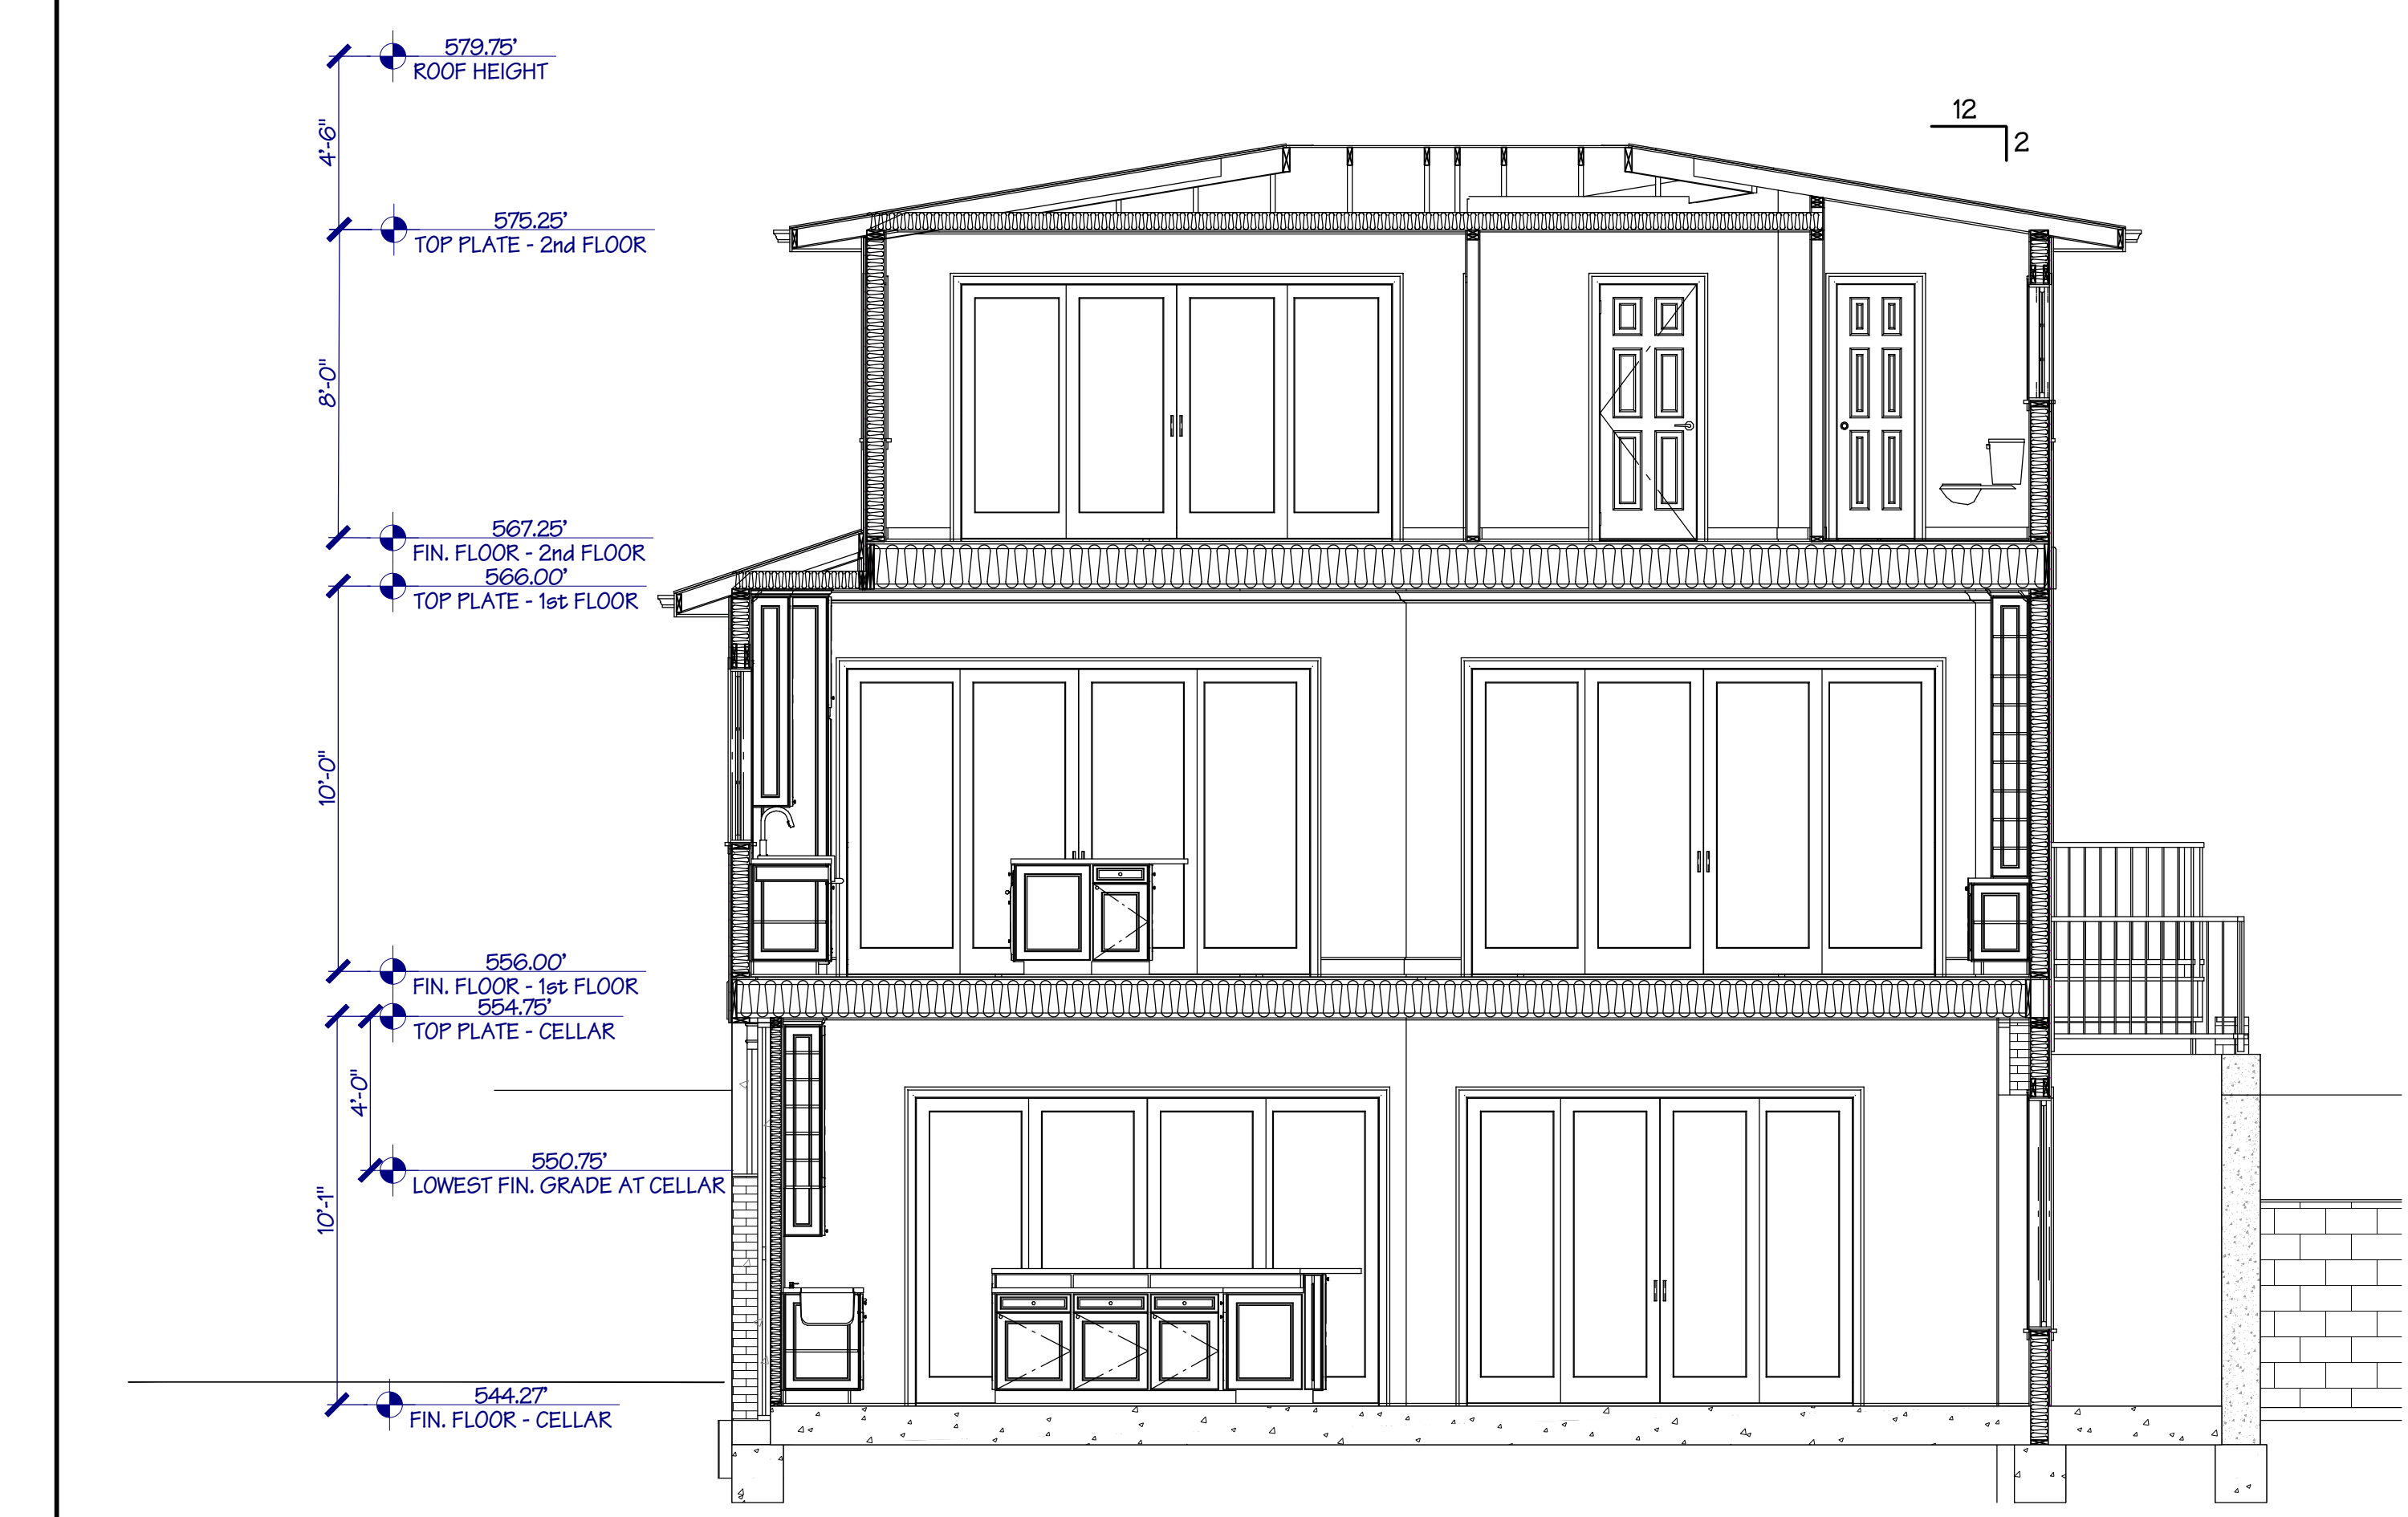 579.75'
ROOF HEIGHT
12
2
4'-6"
575.25'
TOP PLATE - 2nd FLOOR
8'-0"
567.25'
FIN. FLOOR - 2nd FLOOR
566.00'
TOP PLATE - 1st FLOOR
10'-0"
556.00'
FIN. FLOOR - 1st FLOOR
554.75'
TOP PLATE - CELLAR
4'-0"
550.75'
LOWEST FIN. GRADE AT CELLAR
10'-1"
544.27'
FIN. FLOOR - CELLAR